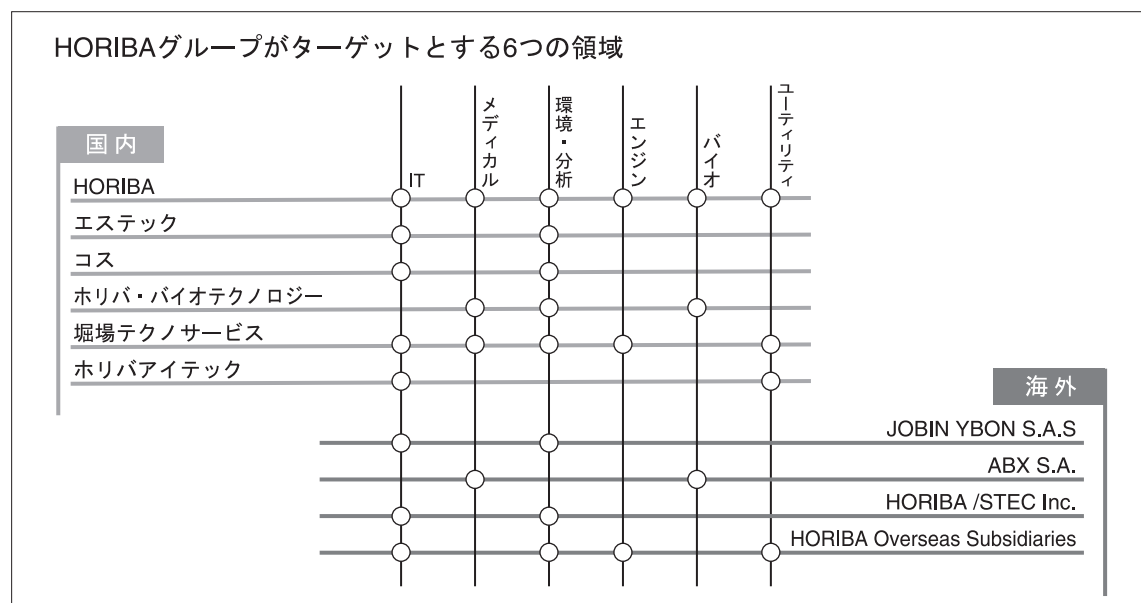 HORIBAグループがターゲットとする6つの領域
IT
メディカル
環境・分析
エンジン
バイオ
ユーティリティ
国内
HORIBA
エステック
コス
ホリバ・バイオテクノロジー
堀場テクノサービス
ホリバアイテック
海外
JOBIN YBON S.A.S
ABX S.A.
HORIBA /STEC Inc.
HORIBA Overseas Subsidiaries